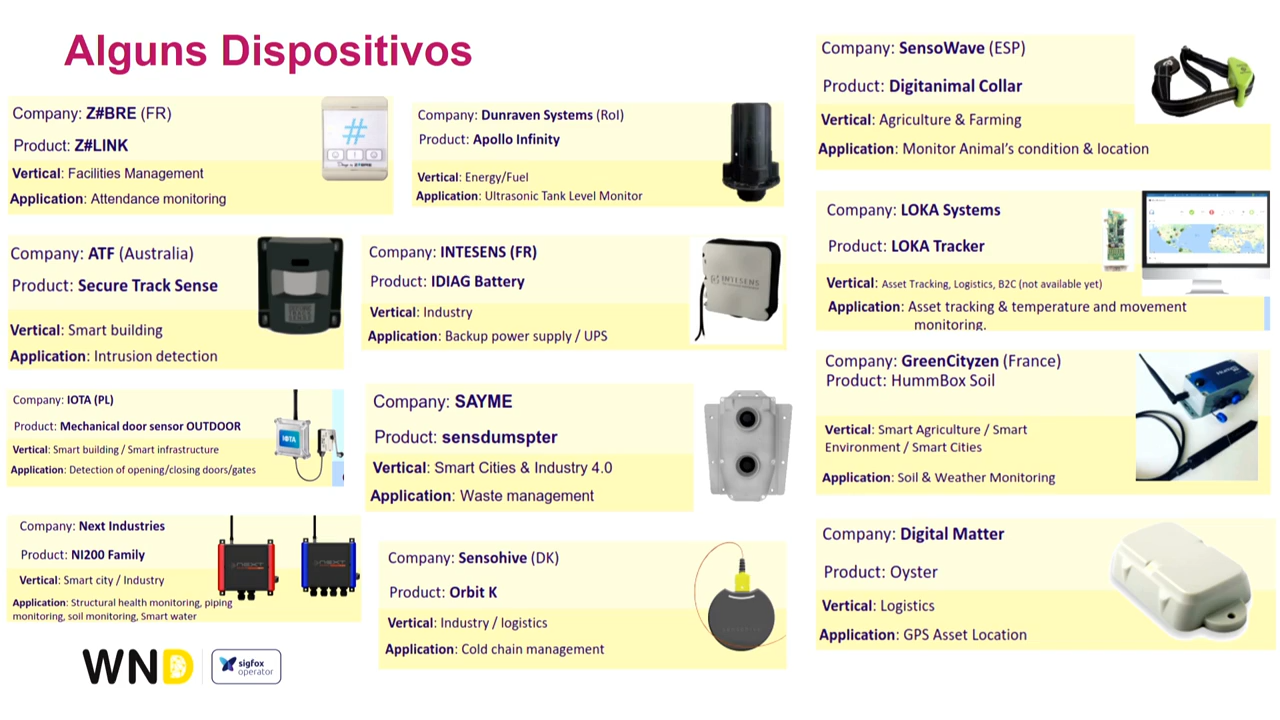 Alguns Dispositivos
Company: Z#BRE (FR)
Product: Z#LINK
Vertical: Facilities Management
Application: Attendance monitoring
#
Company: Dunraven Systems (RoI)
Product: Apollo Infinity
Vertical: Energy/Fuel
Application: Ultrasonic Tank Level Monitor
Company: SensoWave (ESP)
Product: Digitanimal Collar
Vertical: Agriculture & Farming
Application: Monitor Animal's condition & location
Company: ATF (Australia)
Product: Secure Track Sense
Vertical: Smart building
Application: Intrusion detection
Company: INTESENS (FR)
Product: IDIAG Battery
Vertical: Industry
Application: Backup power supply / UPS
INTESENS
Company: LOKA Systems
Product: LOKA Tracker
Vertical: Asset Tracking, Logistics, B2C (not available yet)
Application: Asset tracking & temperature and movement
monitoring.
Company: IOTA (PL)
Product: Mechanical door sensor OUTDOOR
Vertical: Smart building / Smart infrastructure
Application: Detection of opening/closing doors/gates
IOTA
Company: SAYME
Product: sensdumspter
Vertical: Smart Cities & Industry 4.0
Application: Waste management
Company: GreenCityzen (France)
Product: HummBox Soil
Vertical: Smart Agriculture / Smart
Environment / Smart Cities
Application: Soil & Weather Monitoring
Company: Next Industries
Product: NI200 Family
Vertical: Smart city / Industry
Application: Structural health monitoring, piping
monitoring, soil monitoring, Smart water
NEXT
NEXT
Company: Sensohive (DK)
Product: Orbit K
Vertical: Industry / logistics
Application: Cold chain management
Company: Digital Matter
Product: Oyster
Vertical: Logistics
Application: GPS Asset Location
WND
sigfox
operator